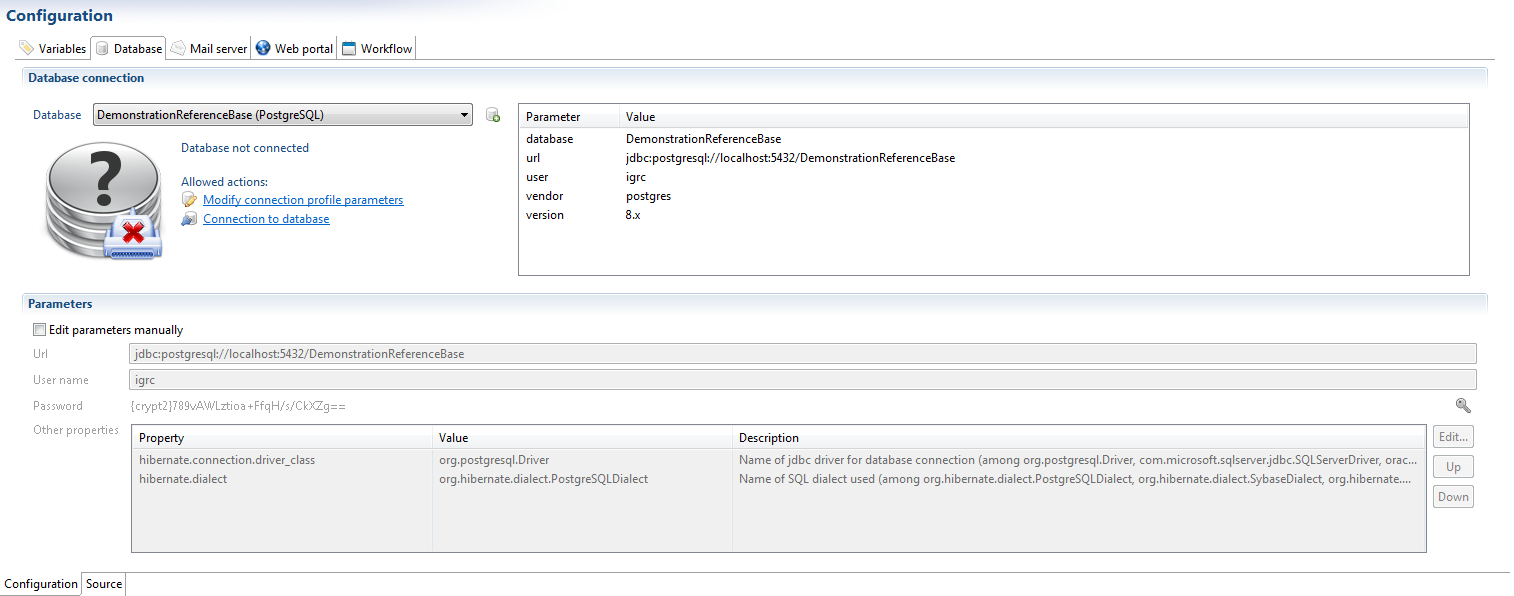 Configuration
Variables Database Mail server Web portal Workflow
Database connection
Database DemonstrationReferenceBase (PostgreSQL)
Database not connected
Allowed actions:
Modify connection profile parameters
Connection to database
Parameter Value
database DemonstrationReferenceBase
url jdbc:postgresql://localhost:5432/DemonstrationReferenceBase
user igrc
vendor postgres
version 8.x
Parameters
Edit parameters manually
Url jdbc:postgresql://localhost:5432/DemonstrationReferenceBase
User name igrc
Password {crypt2}789vAWLztioa+FfqH/s/CkXZg==
Other properties
Property Value Description
hibernate.connection.driver_class org.postgresql.Driver Name of jdbc driver for database connection (among org.postgresql.Driver, com.microsoft.sqlserver.jdbc.SQLServerDriver, orac...
hibernate.dialect org.hibernate.dialect.PostgreSQLDialect Name of SQL dialect used (among org.hibernate.dialect.PostgreSQLDialect, org.hibernate.dialect.SybaseDialect, org.hibernate....
Edit...
Up
Down
Configuration Source